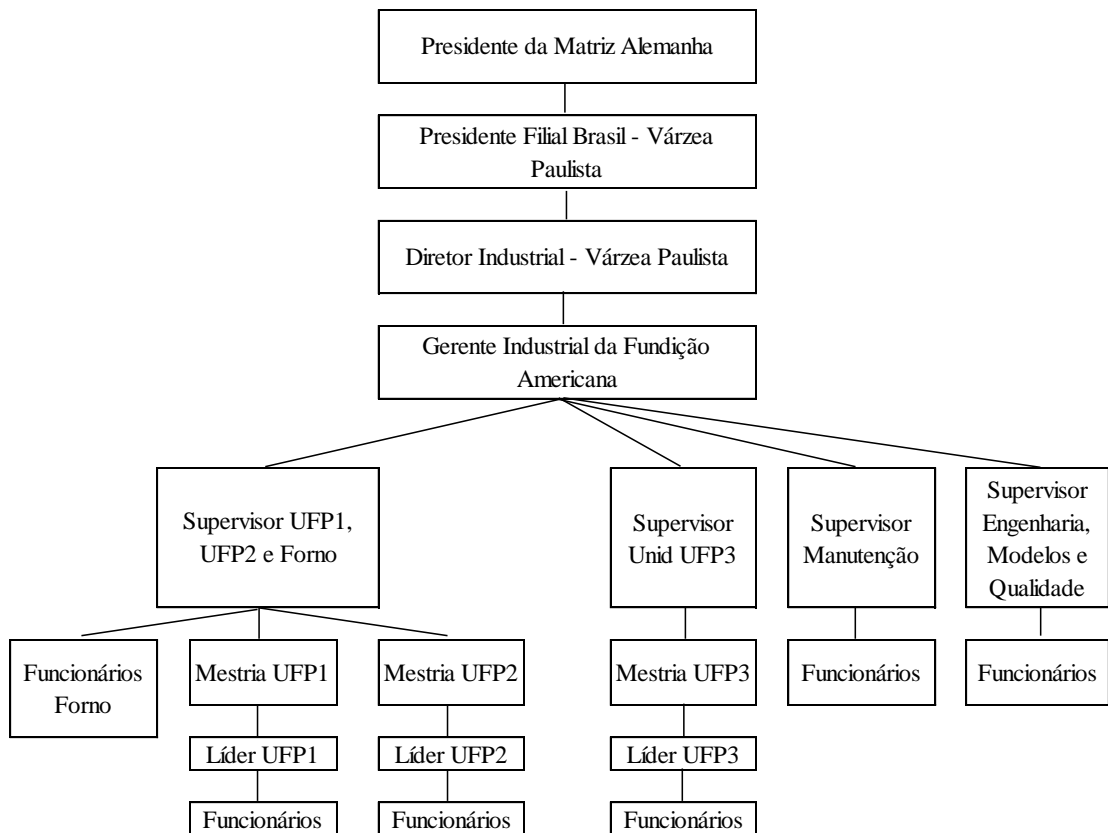 Presidente da Matriz Alemanha
Presidente Filial Brasil - Várzea
Paulista
Diretor Industrial - Várzea Paulista
Gerente Industrial da Fundição
Americana
Supervisor UFP1,
UFP2 e Forno
Supervisor
Unid UFP3
Supervisor
Manutenção
Supervisor
Engenharia,
Modelos e
Qualidade
Funcionários
Forno
Mestria UFP1
Mestria UFP2
Mestria UFP3
Funcionários
Funcionários
Líder UFP1
Líder UFP2
Líder UFP3
Funcionários
Funcionários
Funcionários